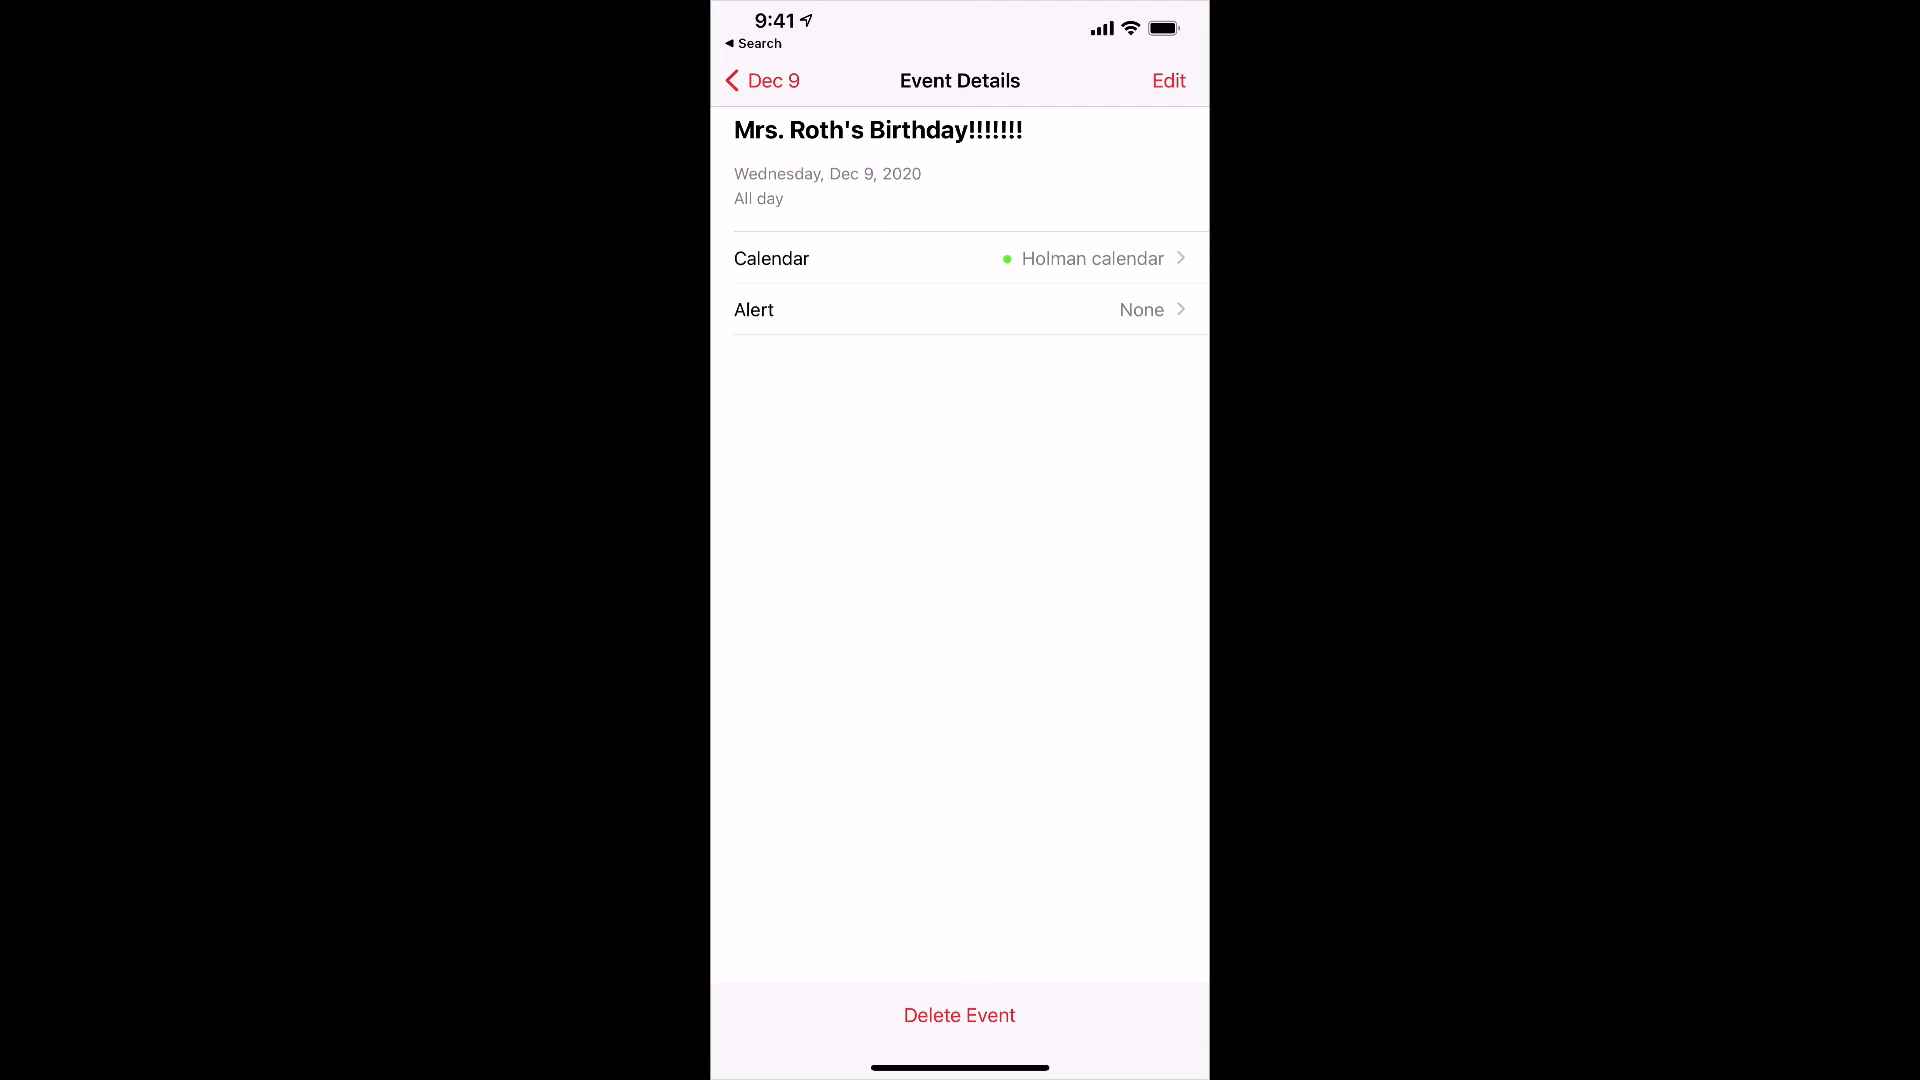 9:41
◀ Search
Dec 9
Event Details
Edit
Mrs. Roth's Birthday!!!!!!!
Wednesday, Dec 9, 2020
All day
Calendar
Holman calendar
Alert
None
Delete Event